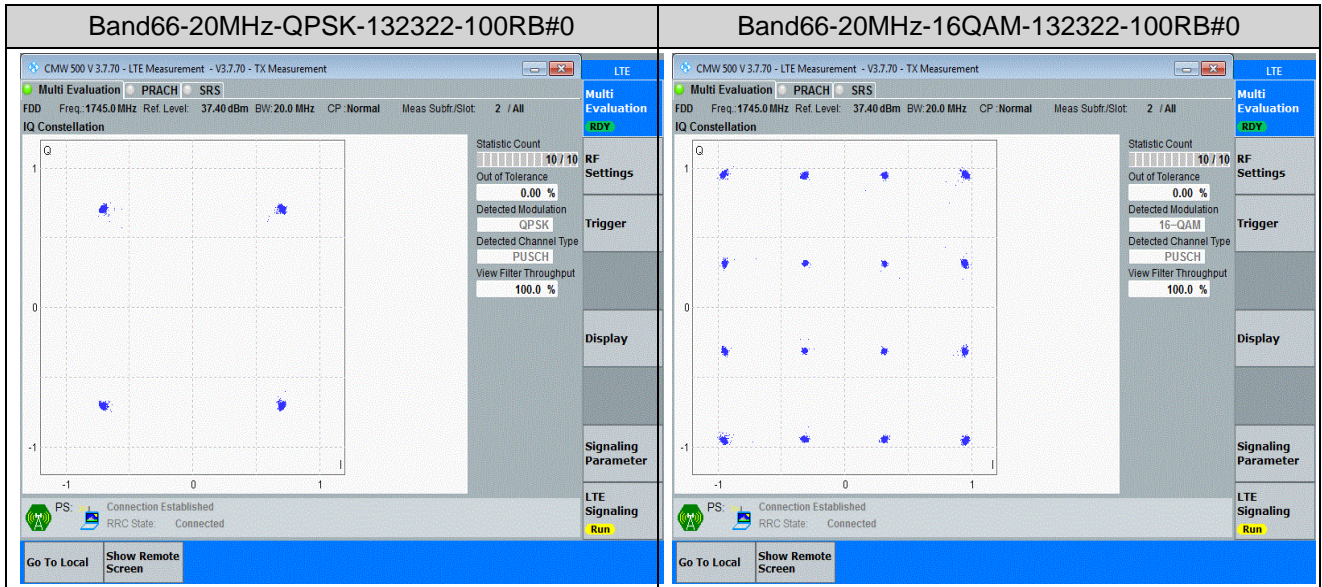 Band66-20MHz-QPSK-132322-100RB#0
CMW 500 V 3.7.70 - LTE Measurement - V3.7.70 - TX Measurement
LTE
Multi Evaluation PRACH SRS
Multi
Evaluation
RDY
FDD Freq.:1745.0 MHz Ref. Level: 37.40 dBm BW:20.0 MHz CP :Normal Meas Subfr./Slot: 2 / All
IQ Constellation
Q
1
0
-1
-1 0 1
I
Statistic Count
10 / 10
Out of Tolerance
0.00 %
Detected Modulation
QPSK
Detected Channel Type
PUSCH
View Filter Throughput
100.0 %
RF
Settings
Trigger
Display
Signaling
Parameter
LTE
Signaling
Run
PS: Connection Established
RRC State: Connected
Go To Local
Show Remote
Screen
Band66-20MHz-16QAM-132322-100RB#0
CMW 500 V 3.7.70 - LTE Measurement - V3.7.70 - TX Measurement
LTE
Multi Evaluation PRACH SRS
Multi
Evaluation
RDY
FDD Freq.:1745.0 MHz Ref. Level: 37.40 dBm BW:20.0 MHz CP :Normal Meas Subfr./Slot: 2 / All
IQ Constellation
Q
1
0
-1
-1 0 1
I
Statistic Count
10 / 10
Out of Tolerance
0.00 %
Detected Modulation
16-QAM
Detected Channel Type
PUSCH
View Filter Throughput
100.0 %
RF
Settings
Trigger
Display
Signaling
Parameter
LTE
Signaling
Run
PS: Connection Established
RRC State: Connected
Go To Local
Show Remote
Screen